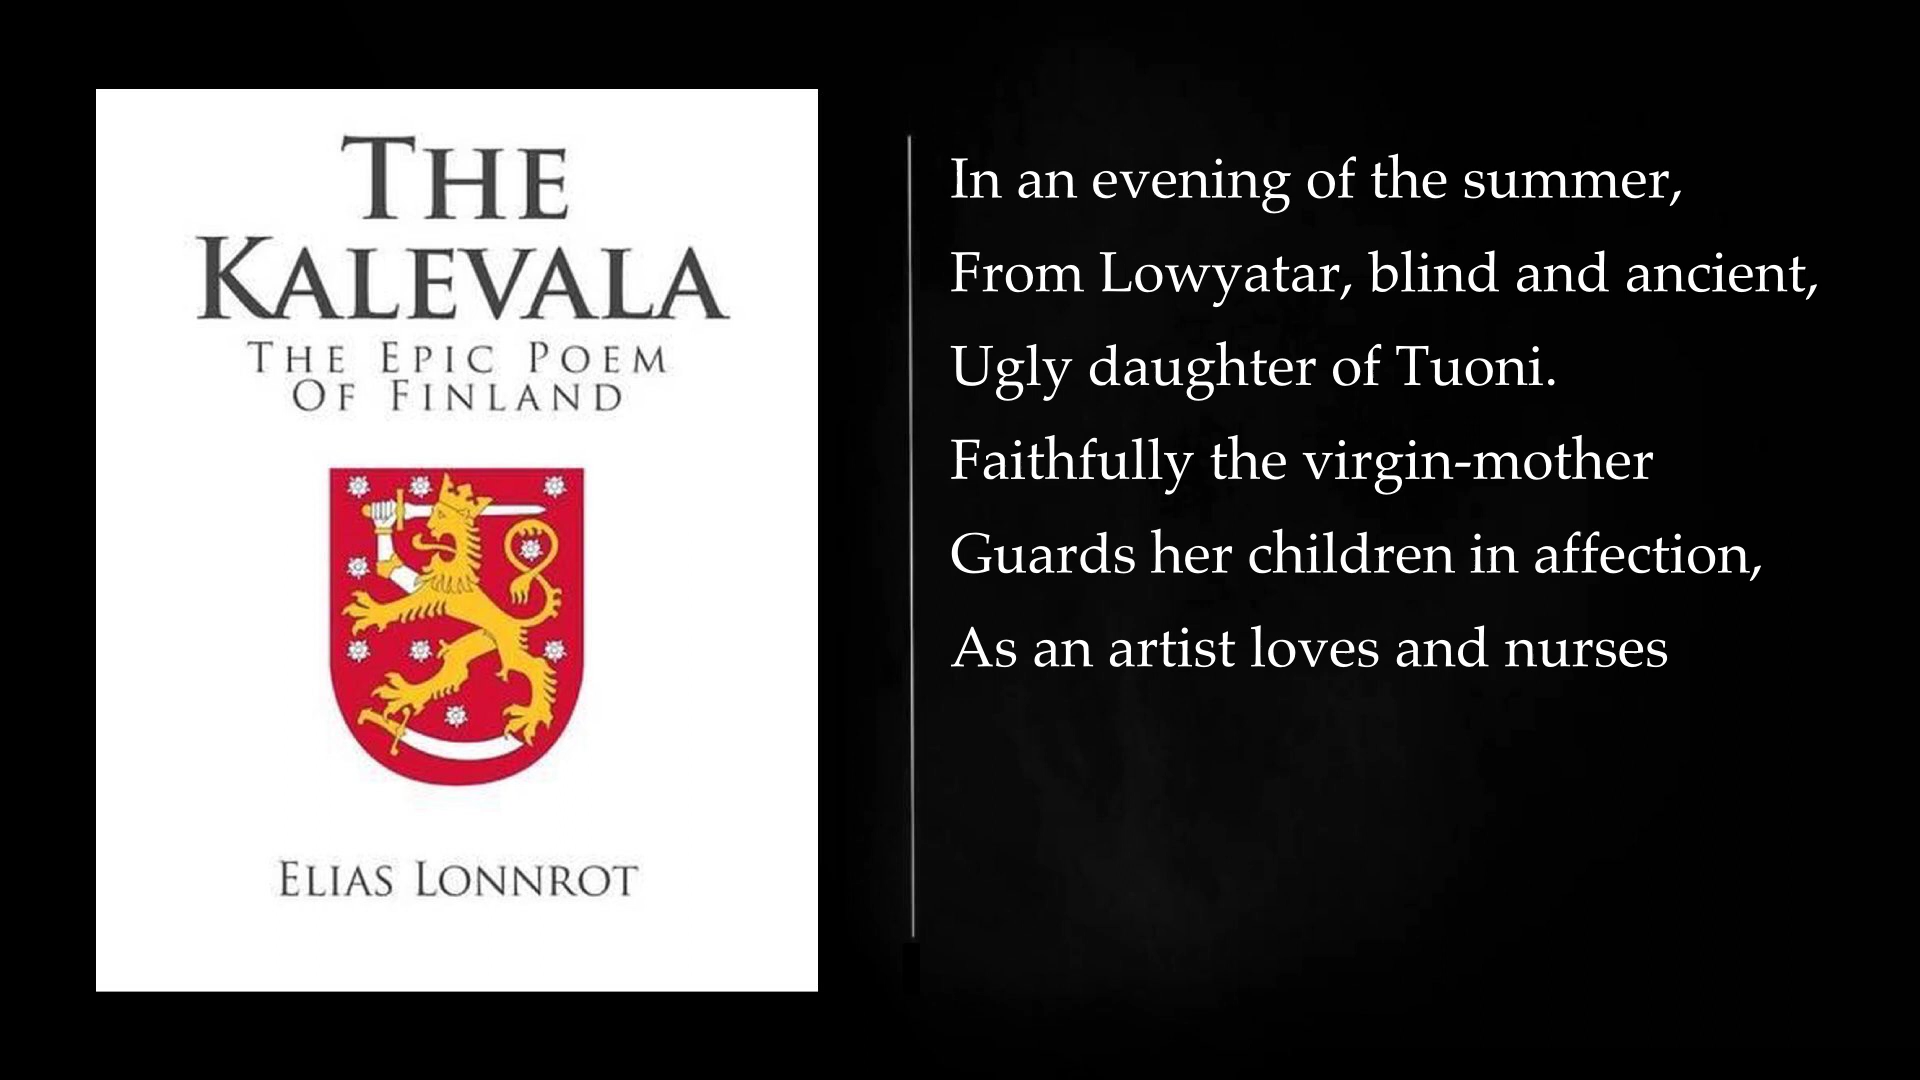 THE
KALEVALA
THE EPIC POEM
OF FINLAND
ELIAS LONNROT
In an evening of the summer,
From Lowyatar, blind and ancient,
Ugly daughter of Tuoni.
Faithfully the virgin-mother
Guards her children in affection,
As an artist loves and nurses